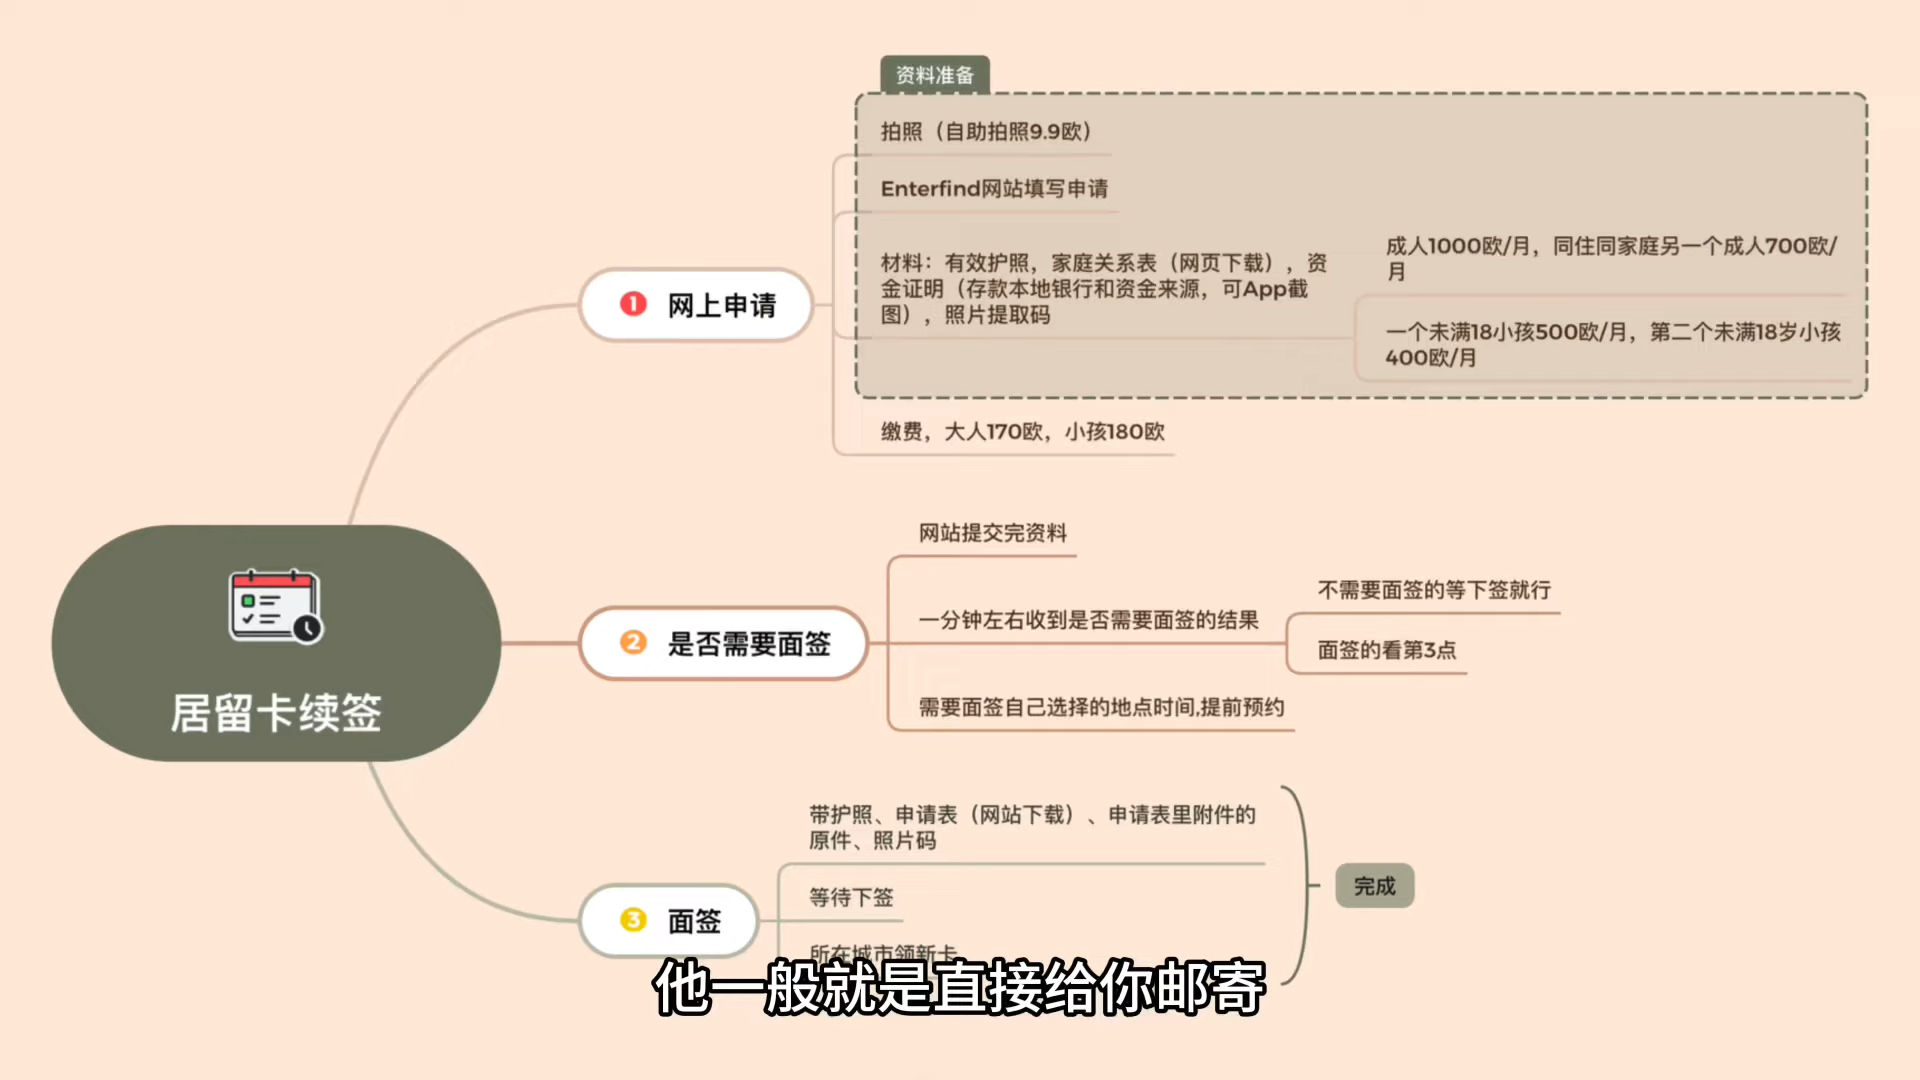 资料准备
拍照（自助拍照9.9欧）
Enterfind网站填写申请
材料：有效护照，家庭关系表（网页下载），资
金证明（存款本地银行和资金来源，可App截
图），照片提取码
成人1000欧/月，同住同家庭另一个成人700欧/
月
一个未满18小孩500欧/月，第二个未满18岁小孩
400欧/月
1 网上申请
缴费，大人170欧，小孩180欧
居留卡续签
2 是否需要面签
网站提交完资料
一分钟左右收到是否需要面签的结果
不需要面签的等下签就行
面签的看第3点
需要面签自己选择的地点时间,提前预约
3 面签
带护照、申请表（网站下载）、申请表里附件的
原件、照片码
等待下签
所在城市领新卡
完成
他一般就是直接给你邮寄